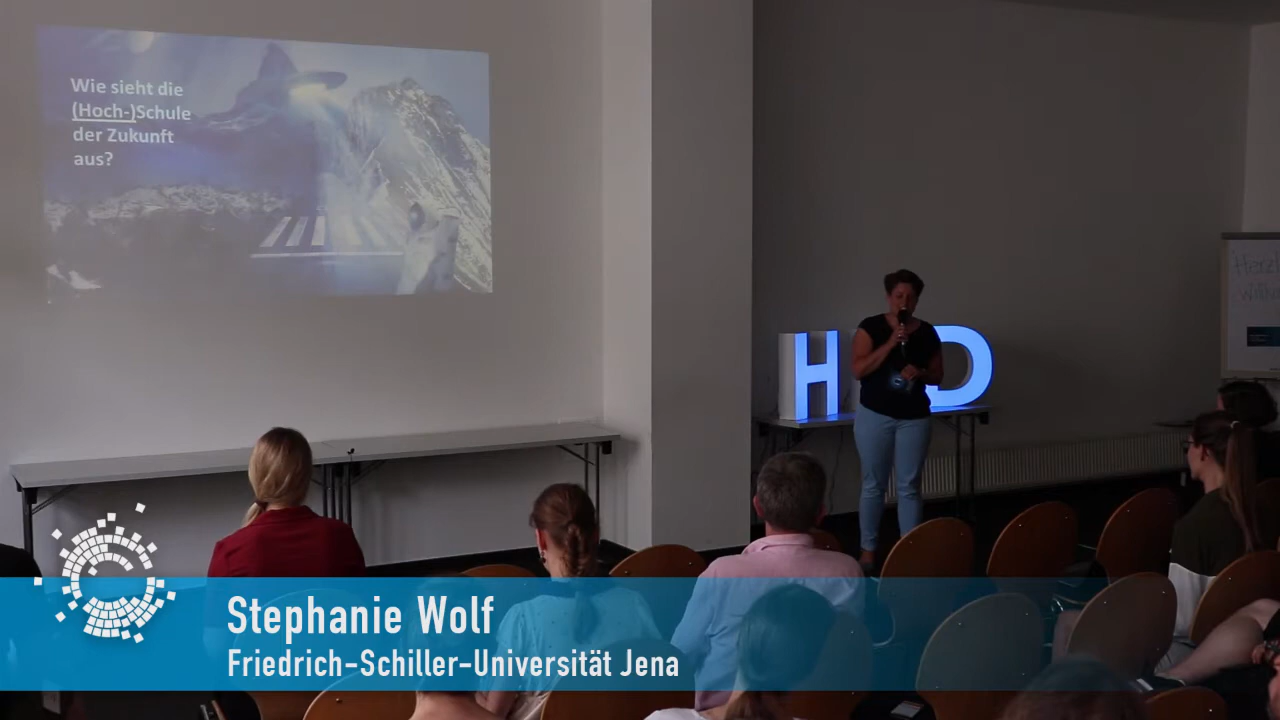 Wie sieht die
(Hoch-)Schule
der Zukunft
aus?
H D
Stephanie Wolf
Friedrich-Schiller-Universität Jena